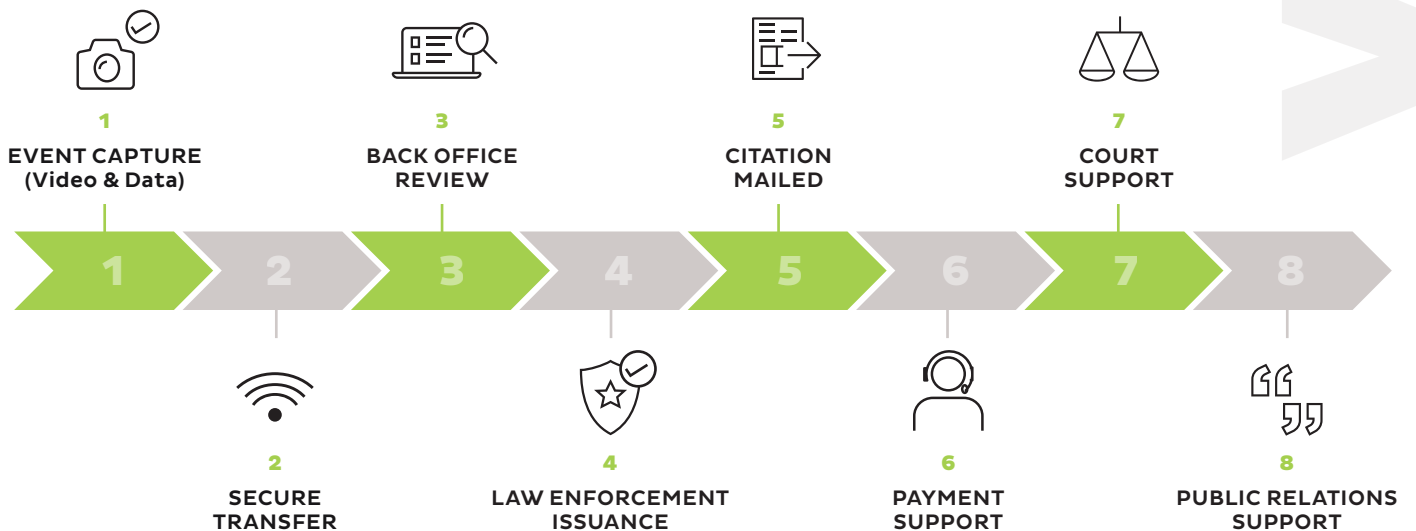 1
EVENT CAPTURE
(Video & Data)
3
BACK OFFICE
REVIEW
5
CITATION
MAILED
7
COURT
SUPPORT
1 2 3 4 5 6 7 8
2
SECURE
TRANSFER
4
LAW ENFORCEMENT
ISSUANCE
6
PAYMENT
SUPPORT
8
PUBLIC RELATIONS
SUPPORT